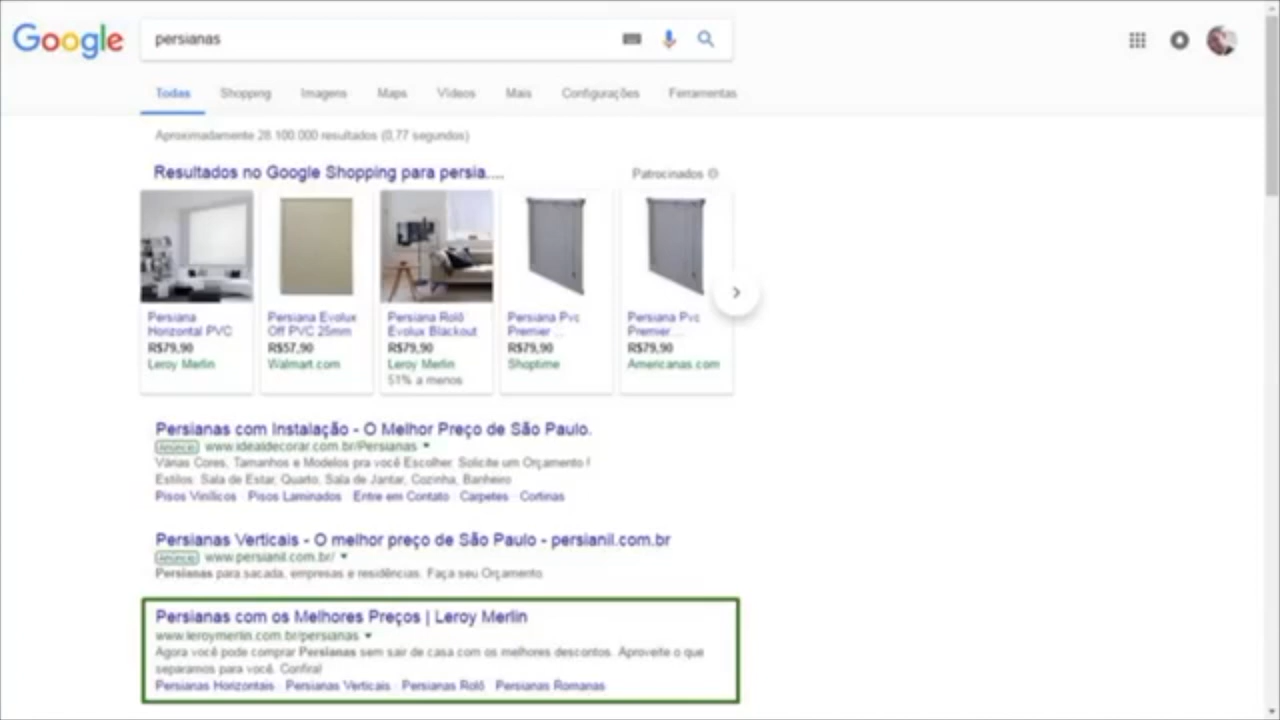 Google
persianas
Todas Shopping Imagens Maps Vídeos Mais Configurações Ferramentas
Aproximadamente 28.100.000 resultados (0,77 segundos)
Resultados no Google Shopping para persia.... Patrocinados
Persiana
Horizontal PVC
R$79,90
Leroy Merlin
Persiana Evolux
Off PVC 25mm
R$57,90
Walmart.com
Persiana Rolô
Evolux Blackout
R$79,90
Leroy Merlin
51% a menos
Persiana Pvc
Premier ...
R$79,90
Shoptime
Persiana Pvc
Premier ...
R$79,90
Americanas.com
Persianas com Instalação - O Melhor Preço de São Paulo.
Anúncio www.idealdecorar.com.br/Persianas
Várias Cores, Tamanhos e Modelos pra você Escolher. Solicite um Orçamento !
Estilos: Sala de Estar, Quarto, Sala de Jantar, Cozinha, Banheiro
Pisos Vinílicos · Pisos Laminados · Entre em Contato · Carpetes · Cortinas
Persianas Verticais - O melhor preço de São Paulo - persianil.com.br
Anúncio www.persianil.com.br/
Persianas para sacada, empresas e residências. Faça seu Orçamento
Persianas com os Melhores Preços | Leroy Merlin
www.leroymerlin.com.br/persianas
Agora você pode comprar Persianas sem sair de casa com os melhores descontos. Aproveite o que
separamos para você. Confira!
Persianas Horizontais · Persianas Verticais · Persianas Rolô · Persianas Romanas